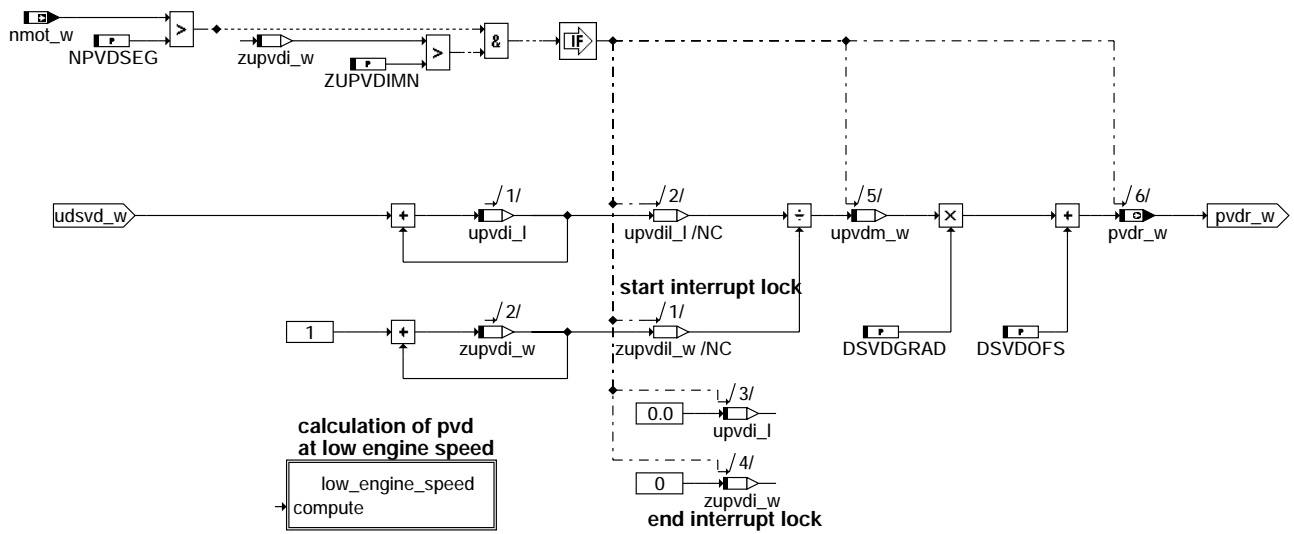 nmot_w
>
P
NPVDSEG
zupvdi_w
P
ZUPVDIMN
>
&
IF
udsvd_w
+
/1/
upvdi_l
/2/
upvdil_l /NC
÷
/5/
upvdm_w
×
+
/6/
pvdr_w
pvdr_w
start interrupt lock
1
+
/2/
zupvdi_w
/1/
zupvdil_w /NC
P
DSVDGRAD
P
DSVDOFS
0.0
/3/
upvdi_l
0
/4/
zupvdi_w
end interrupt lock
calculation of pvd
at low engine speed
low_engine_speed
compute